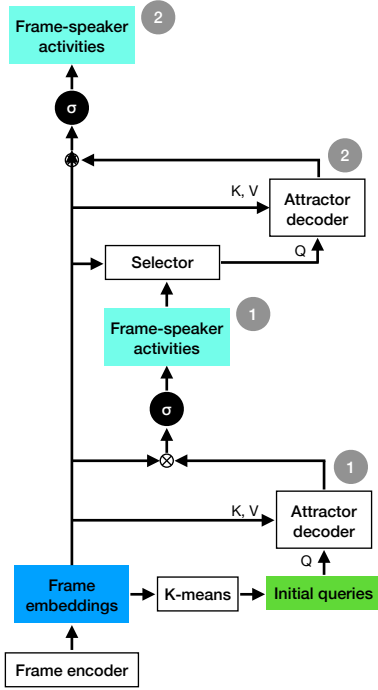 2
Frame-speaker
activities
σ
2
K, V
Attractor
decoder
Q
Selector
1
Frame-speaker
activities
σ
1
K, V
Attractor
decoder
Q
Frame
embeddings
K-means
Initial queries
Frame encoder